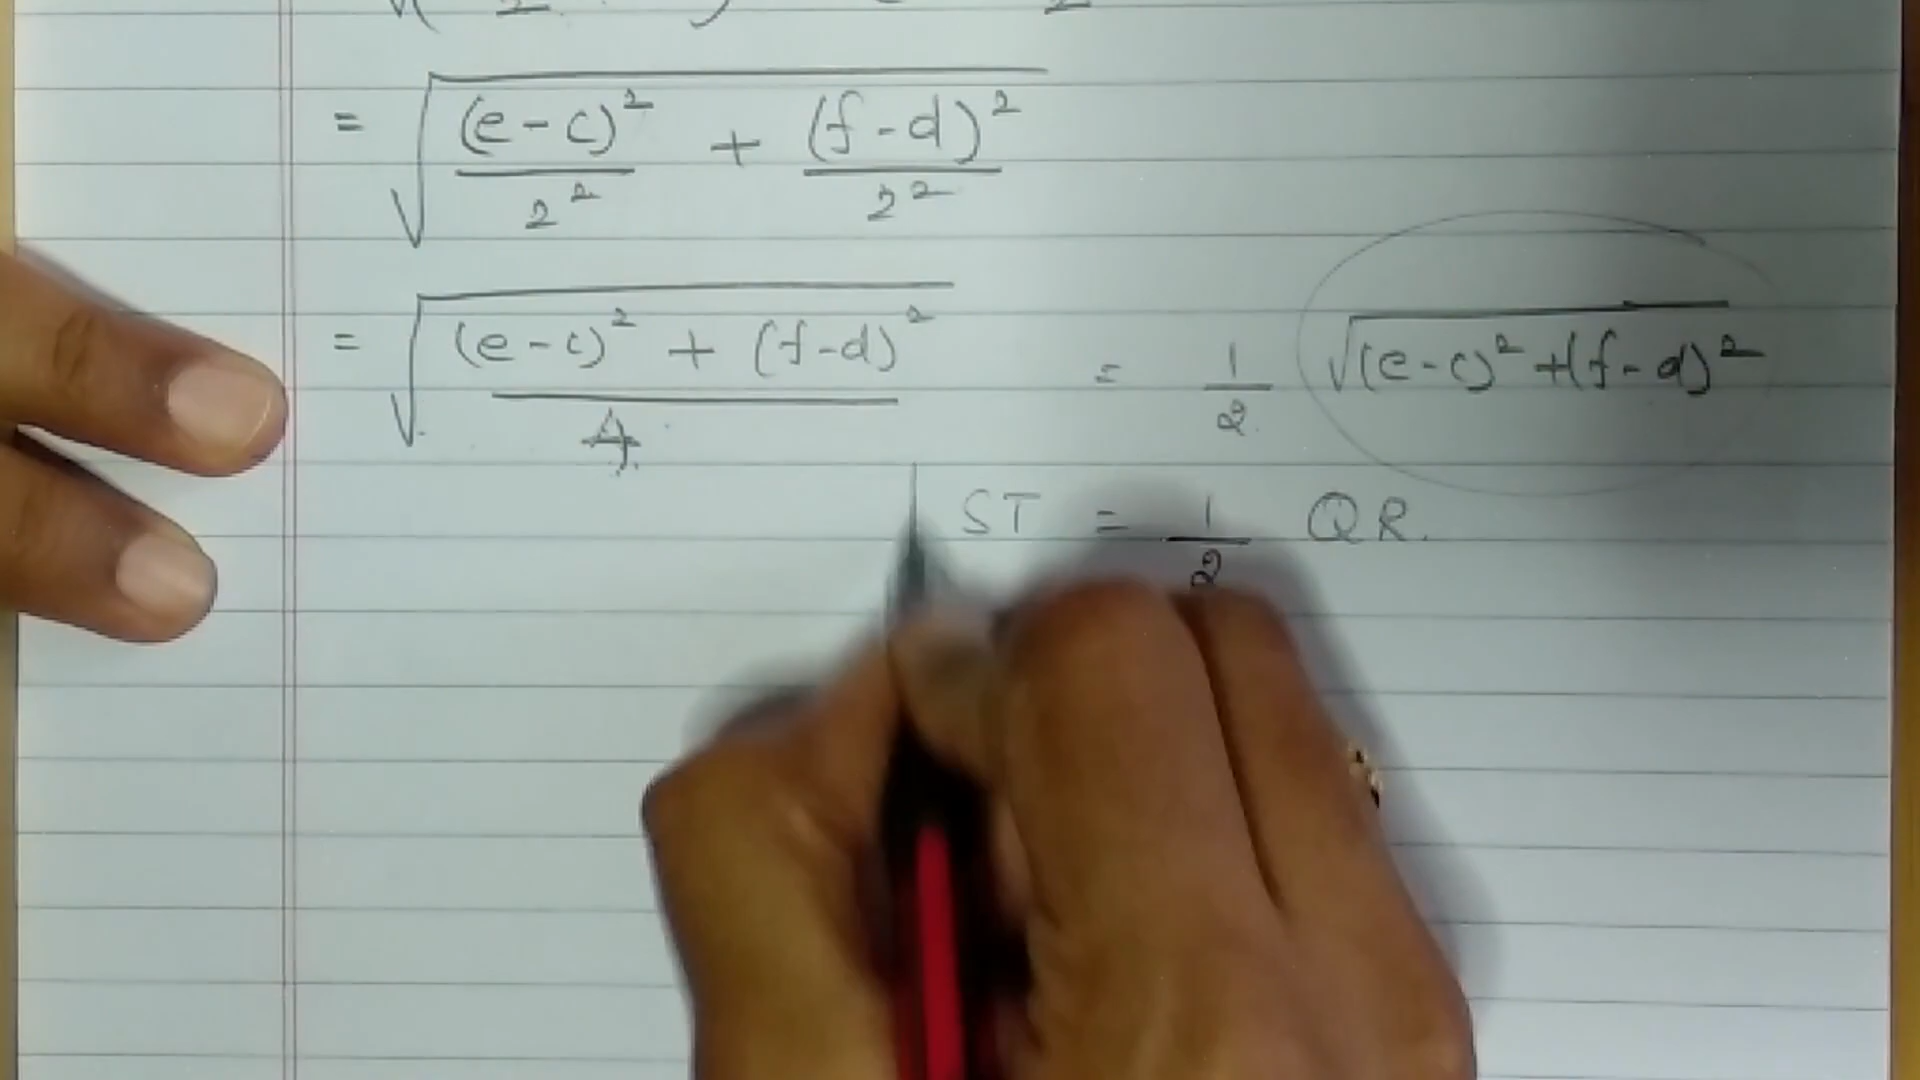 = √((e-c)²/2² + (f-d)²/2²)
= √(((e-c)² + (f-d)²)/4) = 1/2 √((e-c)² + (f-d)²)
ST = 1/2 QR.